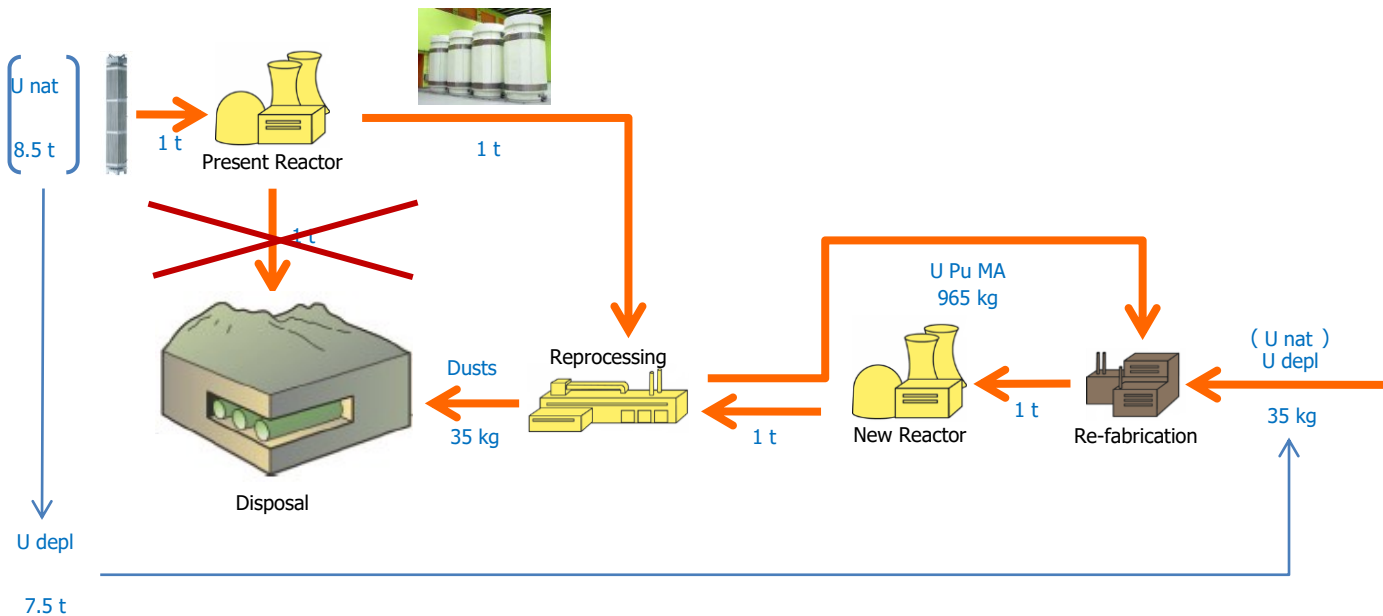 U nat
8.5 t
1 t
Present Reactor
1 t
1 t
U Pu MA
965 kg
( U nat )
U depl
Reprocessing
Dusts
35 kg
1 t
New Reactor
1 t
Re-fabrication
35 kg
Disposal
U depl
7.5 t